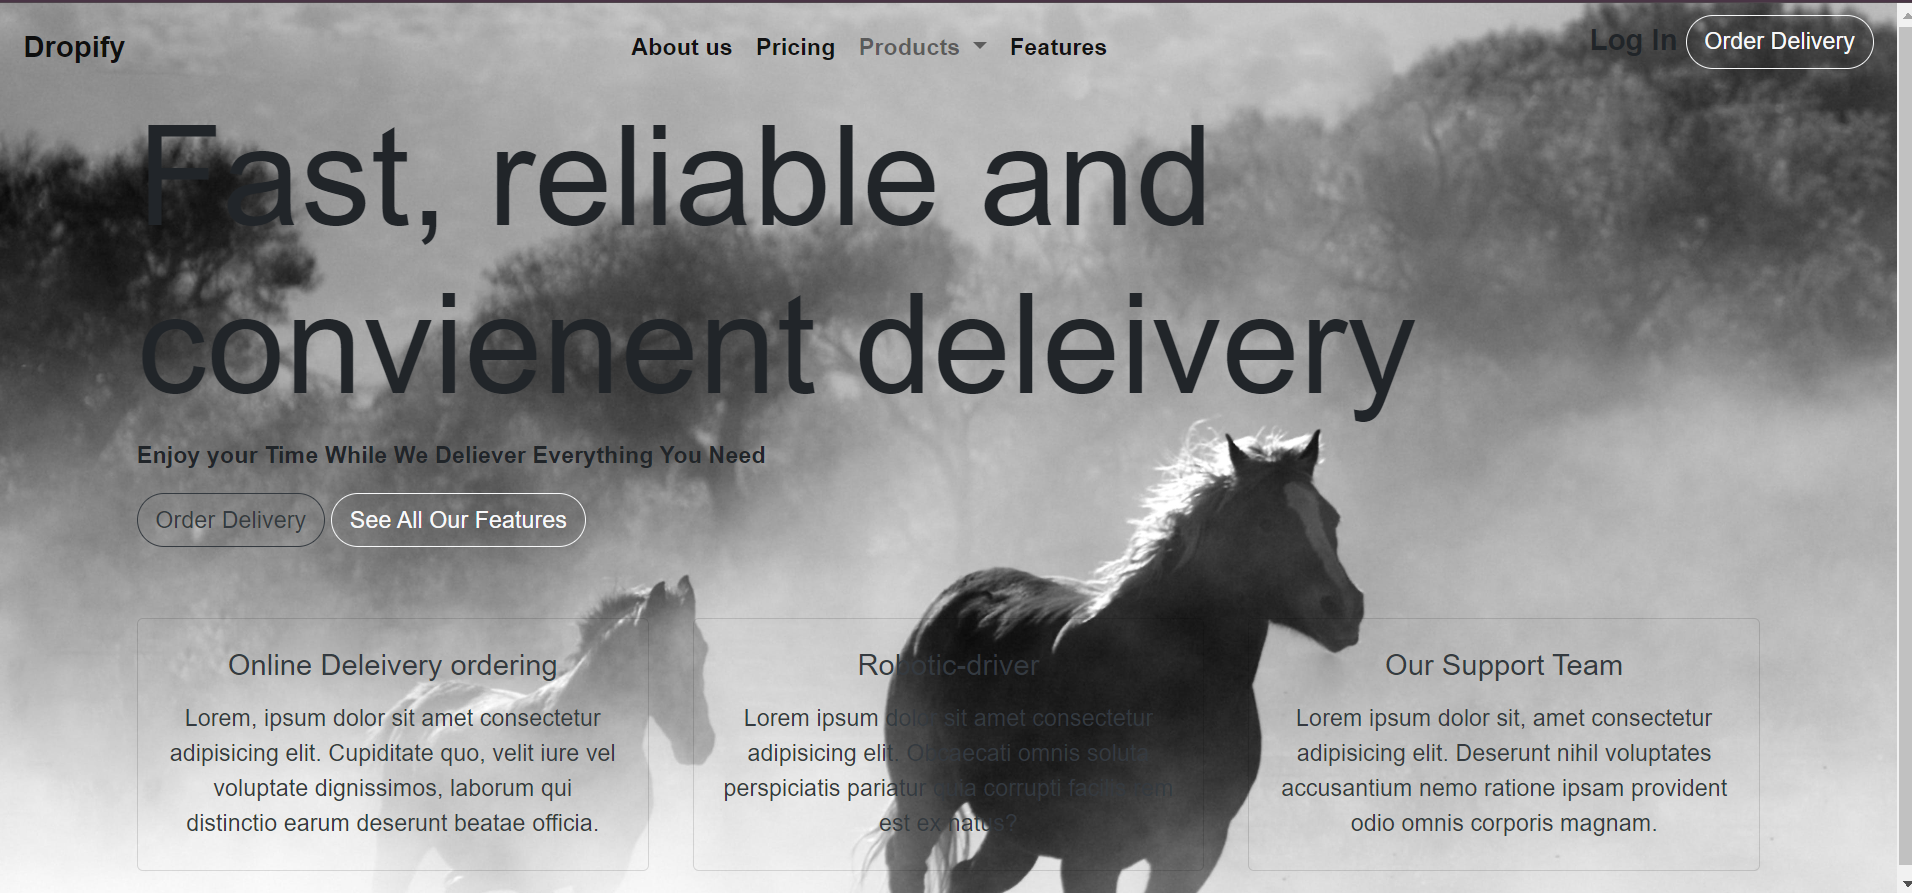 Dropify
About us Pricing Products Features
Log In Order Delivery
Fast, reliable and
convienent deleivery
Enjoy your Time While We Deliever Everything You Need
Order Delivery See All Our Features
Online Deleivery ordering
Lorem, ipsum dolor sit amet consectetur
adipisicing elit. Cupiditate quo, velit iure vel
voluptate dignissimos, laborum qui
distinctio earum deserunt beatae officia.
Robotic-driver
Lorem ipsum dolor sit amet consectetur
adipisicing elit. Obcaecati omnis soluta
perspiciatis pariatur quia corrupti facilis rem
est ex natus?
Our Support Team
Lorem ipsum dolor sit, amet consectetur
adipisicing elit. Deserunt nihil voluptates
accusantium nemo ratione ipsam provident
odio omnis corporis magnam.